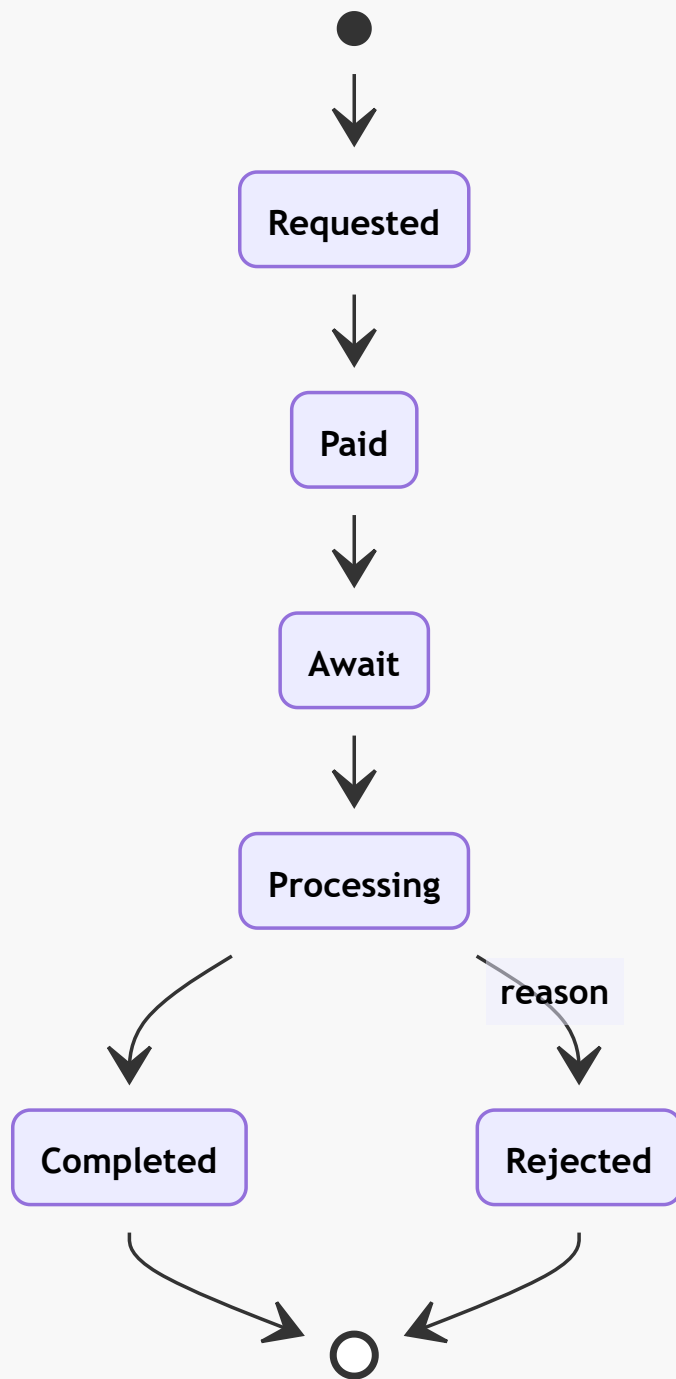 Requested
Paid
Await
Processing
reason
Completed
Rejected